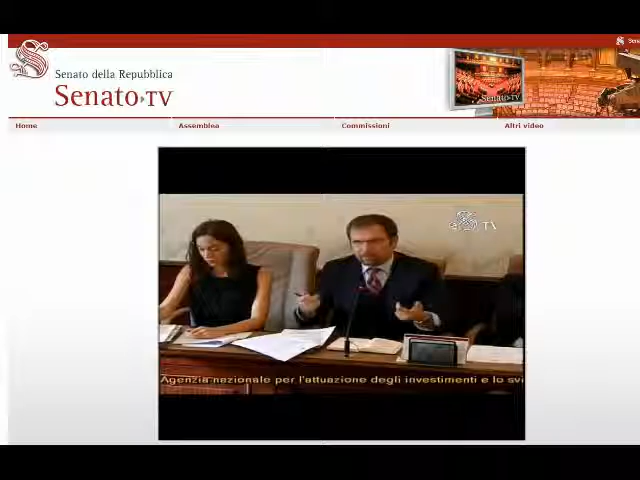 Senato della Repubblica
Senato TV
Senato TV
Home
Assemblea
Commissioni
Altri video
TV
Agenzia nazionale per l'attuazione degli investimenti e lo svi